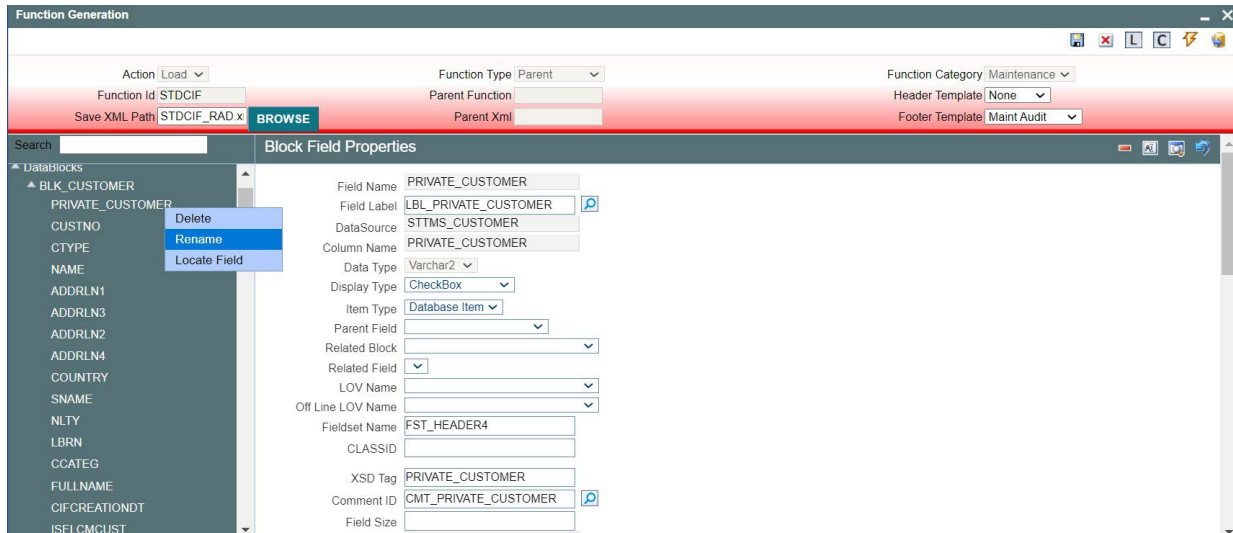 Function Generation
L C
Action Load Function Type Parent Function Category Maintenance
Function Id STDCIF Parent Function Header Template None
Save XML Path STDCIF_RAD.x BROWSE Parent Xml Footer Template Maint Audit
Search Block Field Properties
DataBlocks
BLK_CUSTOMER
PRIVATE_CUSTOMER
CUSTNO
CTYPE
NAME
ADDRLN1
ADDRLN3
ADDRLN2
ADDRLN4
COUNTRY
SNAME
NLTY
LBRN
CCATEG
FULLNAME
CIFCREATIONDT
ISELCMCUST
Delete
Rename
Locate Field
Field Name PRIVATE_CUSTOMER
Field Label LBL_PRIVATE_CUSTOMER
DataSource STTMS_CUSTOMER
Column Name PRIVATE_CUSTOMER
Data Type Varchar2
Display Type CheckBox
Item Type Database Item
Parent Field
Related Block
Related Field
LOV Name
Off Line LOV Name
Fieldset Name FST_HEADER4
CLASSID
XSD Tag PRIVATE_CUSTOMER
Comment ID CMT_PRIVATE_CUSTOMER
Field Size